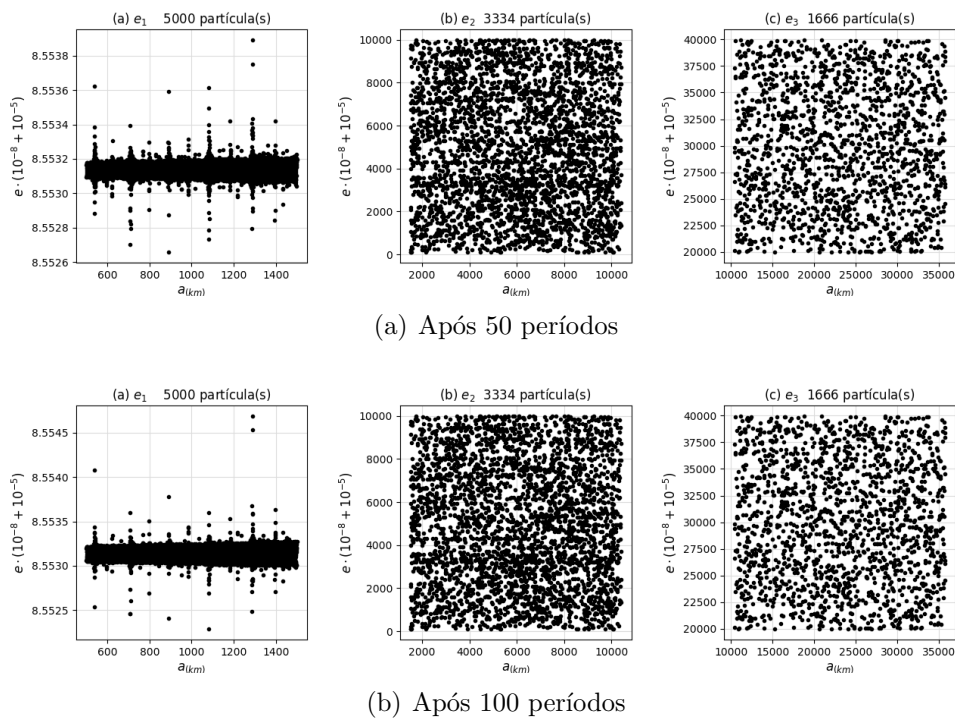 (a) e₁ 5000 partícula(s)
(b) e₂ 3334 partícula(s)
(c) e₃ 1666 partícula(s)
e · (10⁻⁸ + 10⁻⁵)
8.5538
8.5536
8.5534
8.5532
8.5530
8.5528
8.5526
600 800 1000 1200 1400
a(km)
e · (10⁻⁸ + 10⁻⁵)
10000
8000
6000
4000
2000
0
2000 4000 6000 8000 10000
a(km)
e · (10⁻⁸ + 10⁻⁵)
40000
37500
35000
32500
30000
27500
25000
22500
20000
10000 15000 20000 25000 30000 35000
a(km)
(a) Após 50 períodos
(a) e₁ 5000 partícula(s)
(b) e₂ 3334 partícula(s)
(c) e₃ 1666 partícula(s)
e · (10⁻⁸ + 10⁻⁵)
8.5545
8.5540
8.5535
8.5530
8.5525
600 800 1000 1200 1400
a(km)
e · (10⁻⁸ + 10⁻⁵)
10000
8000
6000
4000
2000
0
2000 4000 6000 8000 10000
a(km)
e · (10⁻⁸ + 10⁻⁵)
40000
37500
35000
32500
30000
27500
25000
22500
20000
10000 15000 20000 25000 30000 35000
a(km)
(b) Após 100 períodos